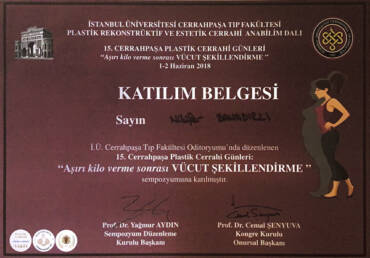 İSTANBUL ÜNİVERSİTESİ CERRAHPAŞA TIP FAKÜLTESİ
PLASTİK REKONSTRÜKTİF VE ESTETİK CERRAHİ ANABİLİM DALI
15. CERRAHPAŞA PLASTİK CERRAHİ GÜNLERİ
"Aşırı kilo verme sonrası VÜCUT ŞEKİLLENDİRME"
1-2 Haziran 2018
KATILIM BELGESİ
Sayın
İ.Ü. Cerrahpaşa Tıp Fakültesi Oditoryumu'nda düzenlenen
15. Cerrahpaşa Plastik Cerrahi Günleri:
"Aşırı kilo verme sonrası VÜCUT ŞEKİLLENDİRME"
sempozyumuna katılmıştır.
Prof. Dr. Yağmur AYDIN
Sempozyum Düzenleme
Kurulu Başkanı
Prof. Dr. Cemal ŞENYUVA
Kongre Kurulu
Onursal Başkanı